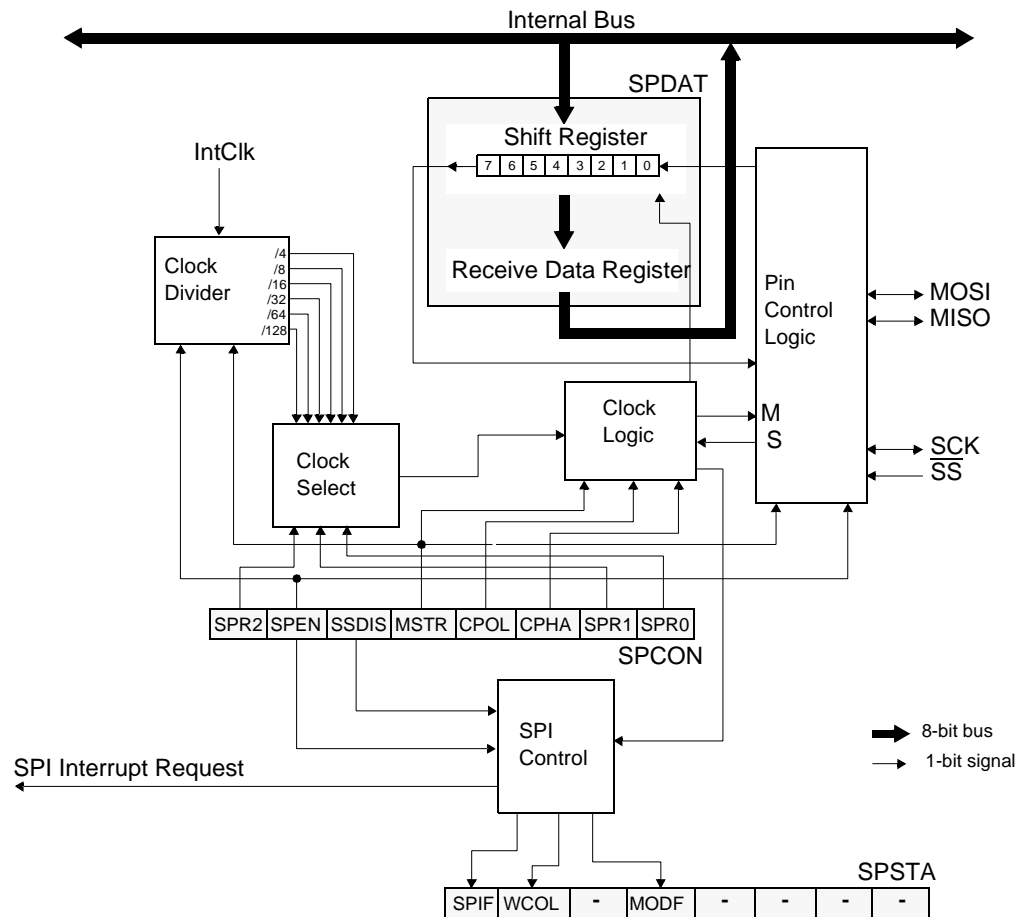 Internal Bus
SPDAT
Shift Register
7 6 5 4 3 2 1 0
IntClk
Clock
Divider
/4
/8
/16
/32
/64
/128
Receive Data Register
Pin
Control
Logic
MOSI
MISO
Clock
Logic
M
S
SCK
SS
Clock
Select
SPR2 SPEN SSDIS MSTR CPOL CPHA SPR1 SPR0
SPCON
SPI
Control
8-bit bus
1-bit signal
SPI Interrupt Request
SPSTA
SPIF WCOL - MODF - - - -